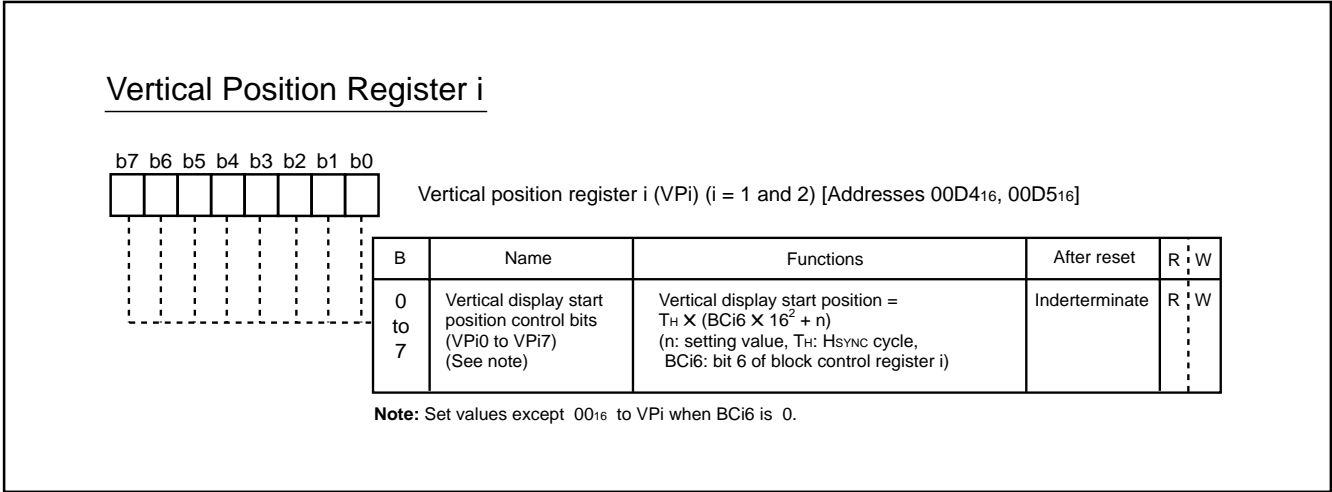 Vertical Position Register i
b7 b6 b5 b4 b3 b2 b1 b0
Vertical position register i (VPi) (i = 1 and 2) [Addresses 00D416, 00D516]
B Name Functions After reset R W
0 to 7
Vertical display start
position control bits
(VPi0 to VPi7)
(See note)
Vertical display start position =
TH X (BCi6 X 16² + n)
(n: setting value, TH: HSYNC cycle,
BCi6: bit 6 of block control register i)
Inderterminate R W
Note: Set values except 0016 to VPi when BCi6 is 0.